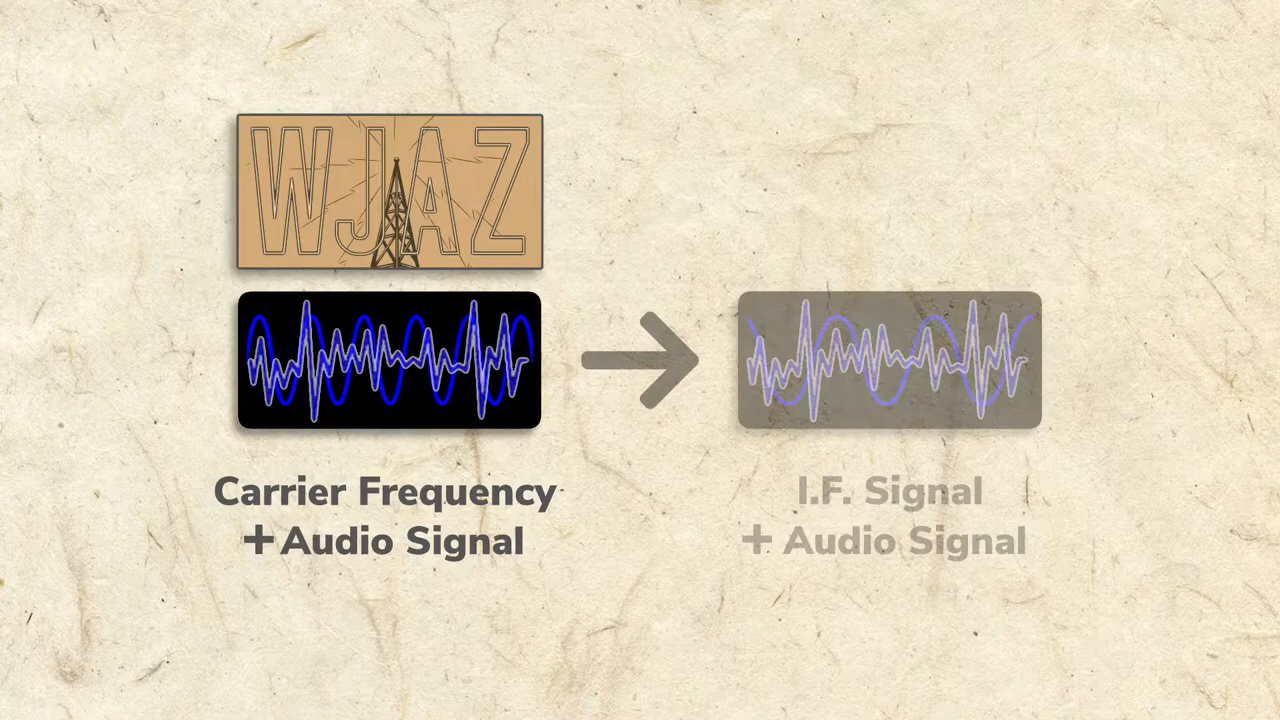 WJAZ
Carrier Frequency
+ Audio Signal
I.F. Signal
+ Audio Signal